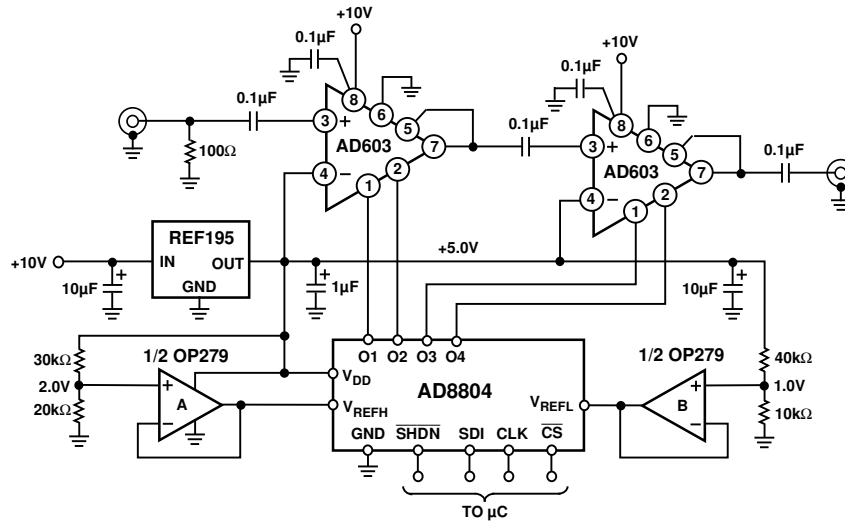 +10V
0.1µF
8
6
5
7
0.1µF
3
+
AD603
100Ω
4
–
2
1
+10V
0.1µF
8
6
5
7
0.1µF
3
+
AD603
0.1µF
4
–
2
1
REF195
+10V
IN
OUT
GND
10µF
+
1µF
+
+5.0V
10µF
+
30kΩ
2.0V
20kΩ
1/2 OP279
+
A
–
O1 O2 O3 O4
VDD
AD8804
VREFH
VREFL
GND SHDN SDI CLK CS
TO µC
1/2 OP279
+
B
–
40kΩ
1.0V
10kΩ